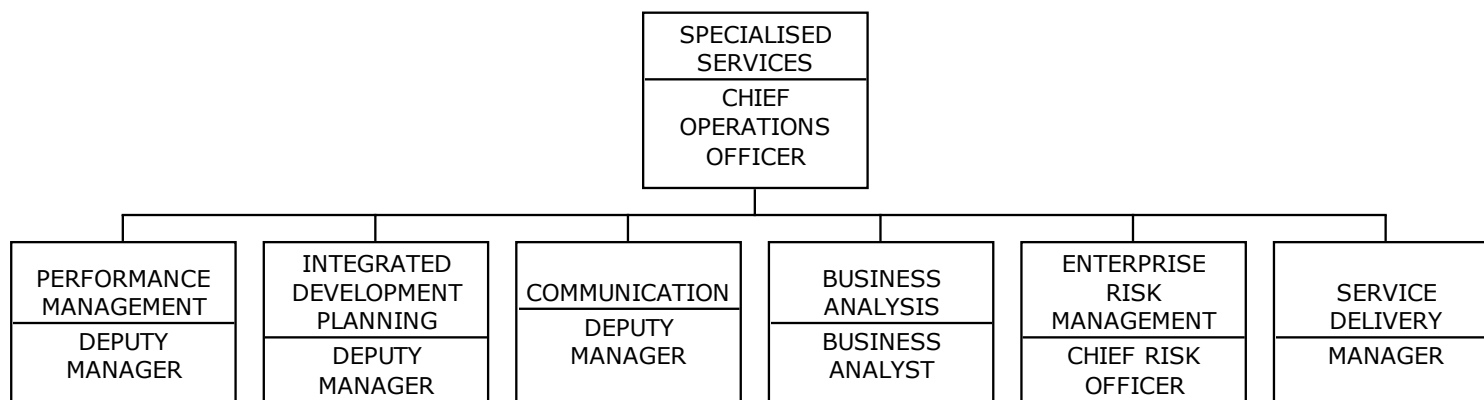 SPECIALISED
SERVICES
CHIEF
OPERATIONS
OFFICER
PERFORMANCE
MANAGEMENT
DEPUTY
MANAGER
INTEGRATED
DEVELOPMENT
PLANNING
DEPUTY
MANAGER
COMMUNICATION
DEPUTY
MANAGER
BUSINESS
ANALYSIS
BUSINESS
ANALYST
ENTERPRISE
RISK
MANAGEMENT
CHIEF RISK
OFFICER
SERVICE
DELIVERY
MANAGER